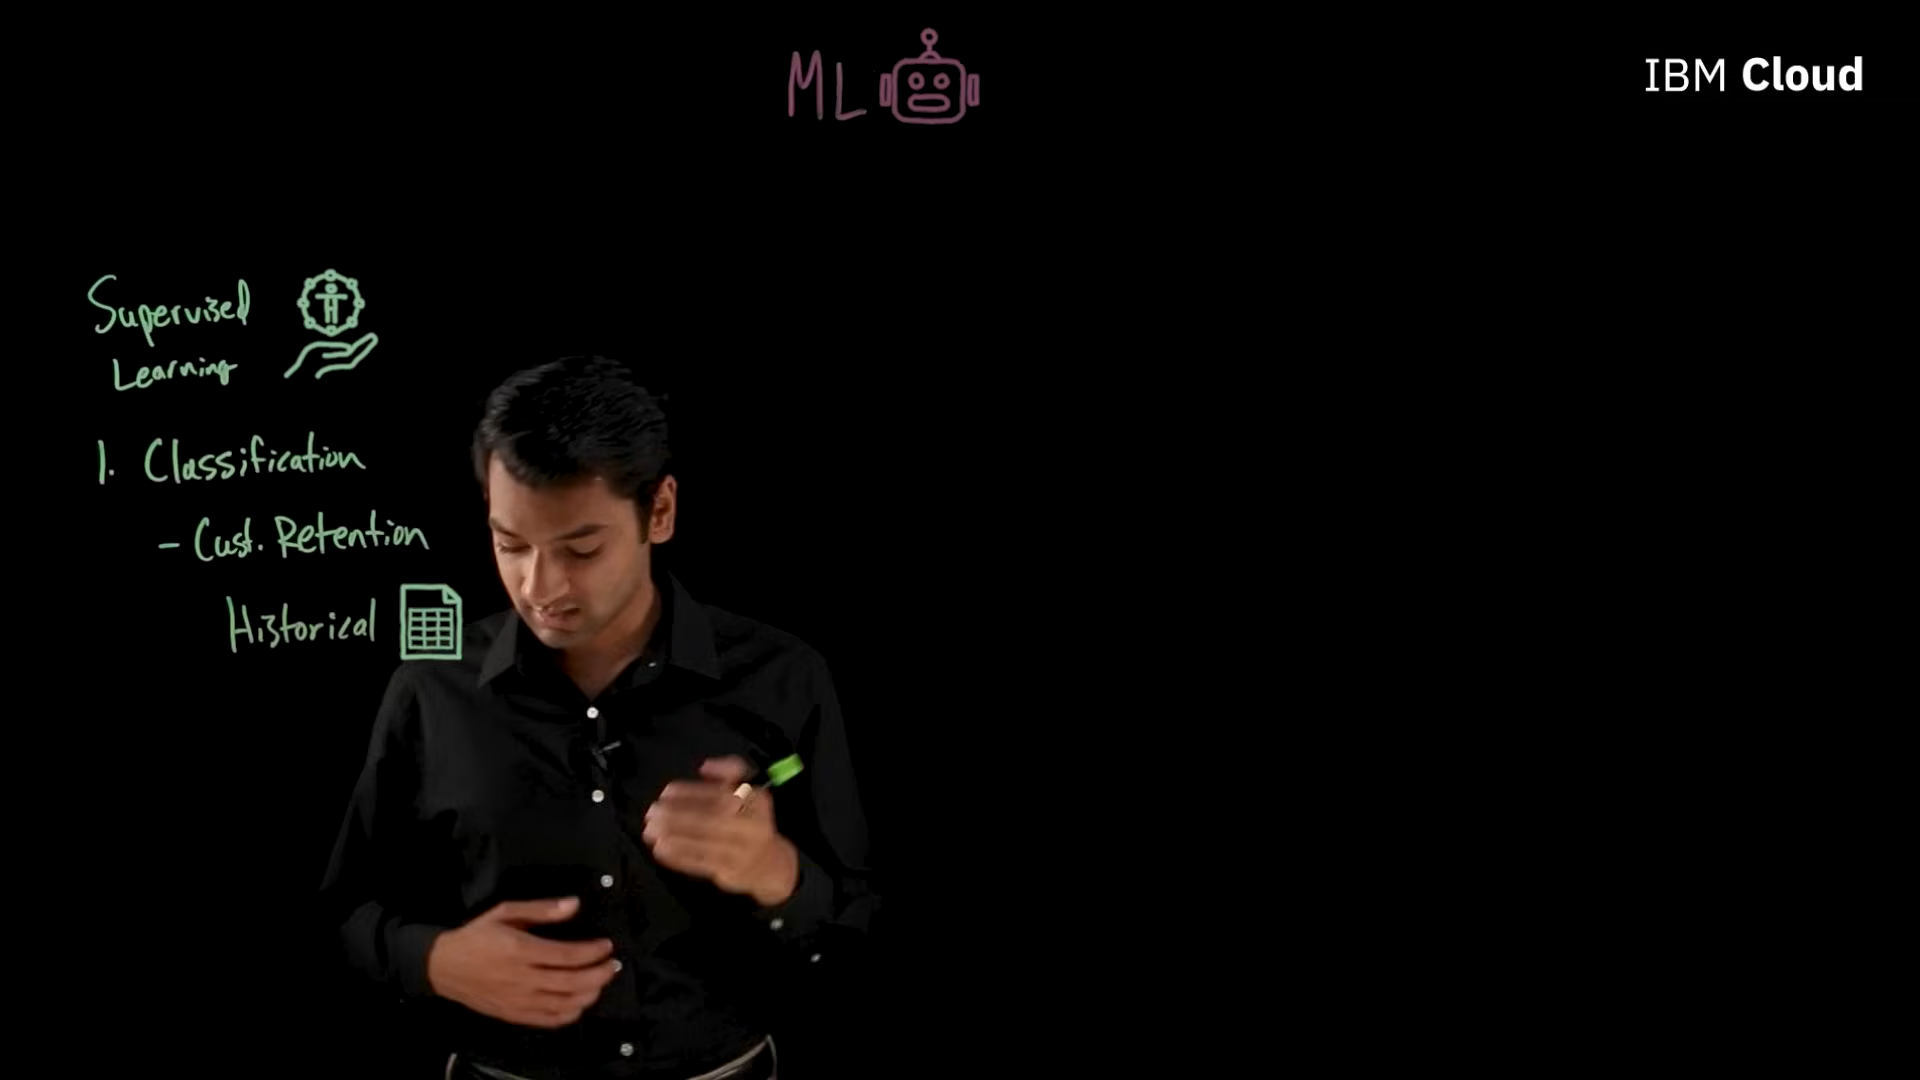 ML
IBM Cloud
Supervised
Learning
1. Classification
- Cust. Retention
Historical